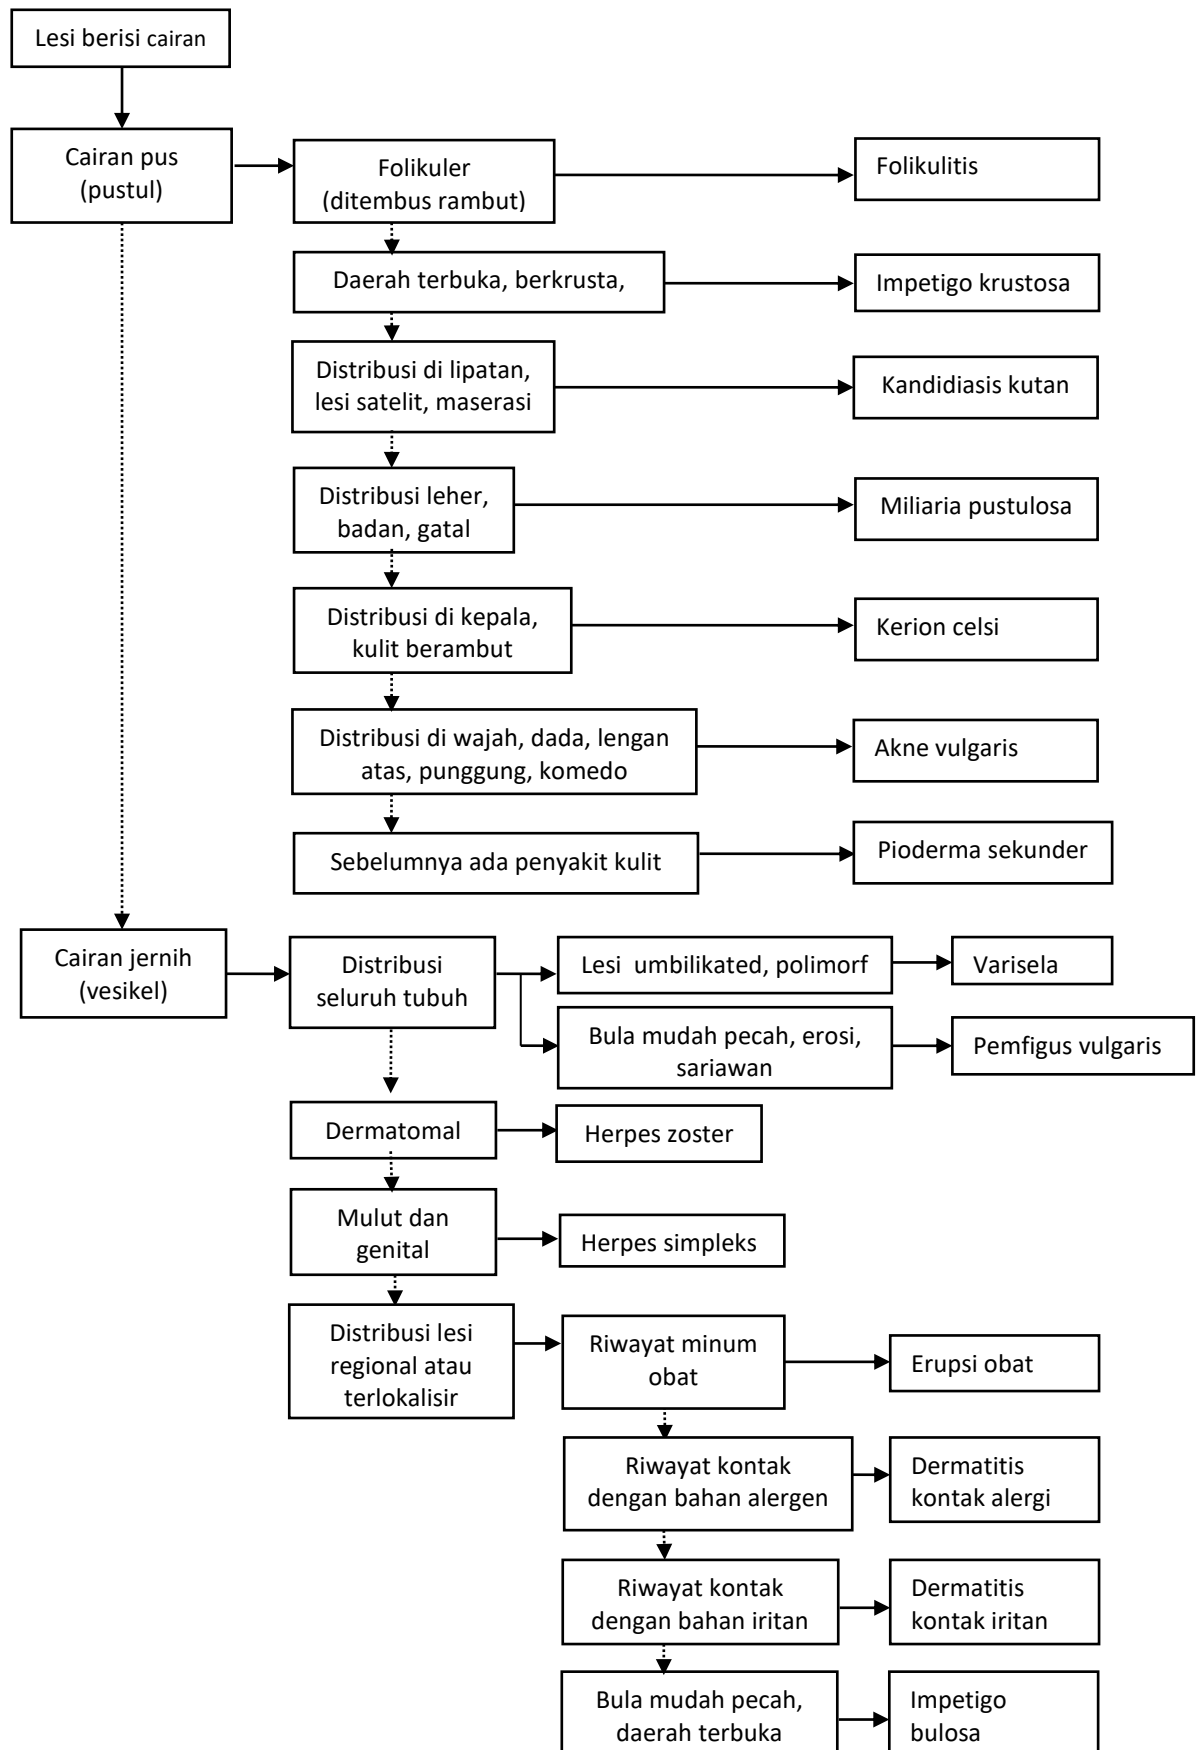 Lesi berisi cairan
Cairan pus
(pustul)
Folikuler
(ditembus rambut)
Folikulitis
Daerah terbuka, berkrusta,
Impetigo krustosa
Distribusi di lipatan,
lesi satelit, maserasi
Kandidiasis kutan
Distribusi leher,
badan, gatal
Miliaria pustulosa
Distribusi di kepala,
kulit berambut
Kerion celsi
Distribusi di wajah, dada, lengan
atas, punggung, komedo
Akne vulgaris
Sebelumnya ada penyakit kulit
Pioderma sekunder
Cairan jernih
(vesikel)
Distribusi
seluruh tubuh
Lesi  umbilikated, polimorf
Varisela
Bula mudah pecah, erosi,
sariawan
Pemfigus vulgaris
Dermatomal
Herpes zoster
Mulut dan
genital
Herpes simpleks
Distribusi lesi
regional atau
terlokalisir
Riwayat minum
obat
Erupsi obat
Riwayat kontak
dengan bahan alergen
Dermatitis
kontak alergi
Riwayat kontak
dengan bahan iritan
Dermatitis
kontak iritan
Bula mudah pecah,
daerah terbuka
Impetigo
bulosa